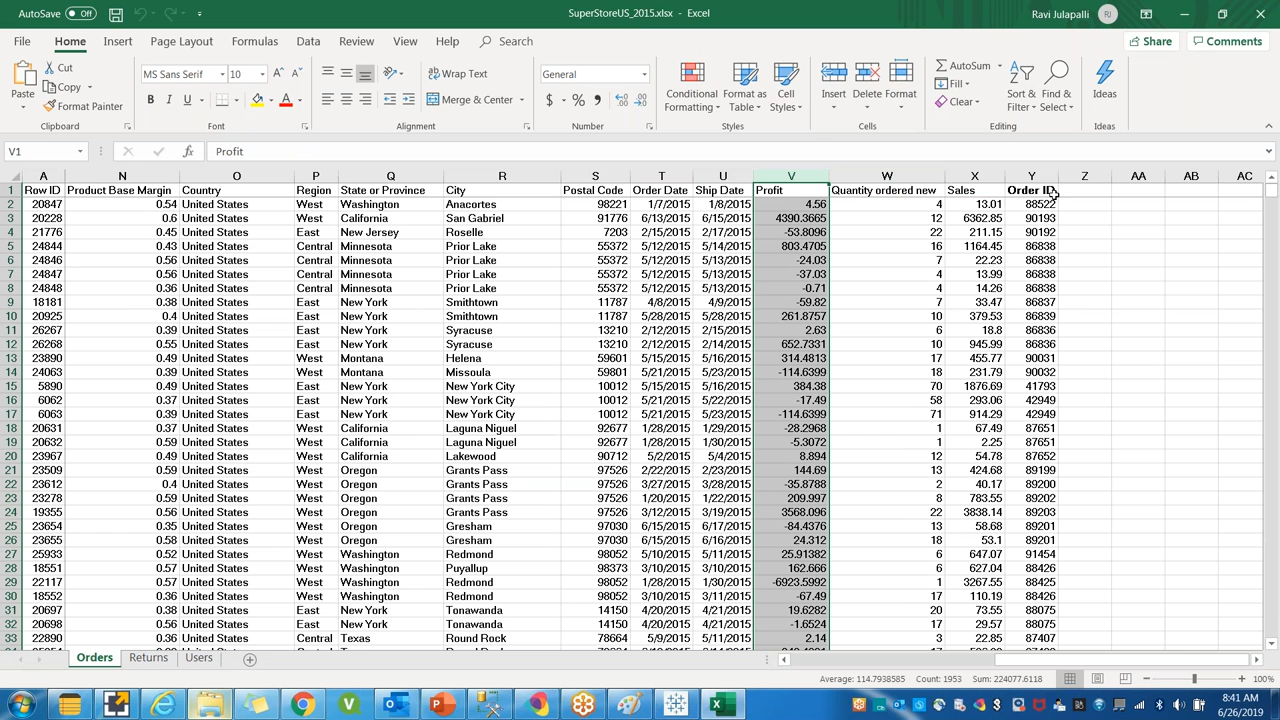 AutoSave Off SuperStoreUS_2015.xlsx - Excel Ravi Julapalli RJ
File Home Insert Page Layout Formulas Data Review View Help Search Share Comments
Paste Cut Copy Format Painter MS Sans Serif 10 Wrap Text Merge & Center General Conditional Formatting Format as Table Cell Styles Insert Delete Format AutoSum Fill Clear Sort & Filter Find & Select Ideas
Clipboard Font Alignment Number Styles Cells Editing Ideas
V1 fx Profit
A N O P Q R S T U V W X Y Z AA AB AC
1 Row ID Product Base Margin Country Region State or Province City Postal Code Order Date Ship Date Profit Quantity ordered new Sales Order ID
2 20847 0.54 United States West Washington Anacortes 98221 1/7/2015 1/8/2015 4.56 4 13.01 88522
3 20228 0.6 United States West California San Gabriel 91776 6/13/2015 6/15/2015 4390.3665 12 6362.85 90193
4 21776 0.45 United States East New Jersey Roselle 7203 2/15/2015 2/17/2015 -53.8096 22 211.15 90192
5 24844 0.43 United States Central Minnesota Prior Lake 55372 5/12/2015 5/14/2015 803.4705 16 1164.45 86838
6 24846 0.56 United States Central Minnesota Prior Lake 55372 5/12/2015 5/13/2015 -24.03 7 22.23 86838
7 24847 0.56 United States Central Minnesota Prior Lake 55372 5/12/2015 5/13/2015 -37.03 4 13.99 86838
8 24848 0.36 United States Central Minnesota Prior Lake 55372 5/12/2015 5/13/2015 -0.71 4 14.26 86838
9 18181 0.38 United States East New York Smithtown 11787 4/8/2015 4/9/2015 -59.82 7 33.47 86837
10 20925 0.4 United States East New York Smithtown 11787 5/28/2015 5/28/2015 261.8757 10 379.53 86839
11 26267 0.39 United States East New York Syracuse 13210 2/12/2015 2/15/2015 2.63 6 18.8 86836
12 26268 0.55 United States East New York Syracuse 13210 2/12/2015 2/14/2015 652.7331 10 945.99 86836
13 23890 0.49 United States West Montana Helena 59601 5/15/2015 5/16/2015 314.4813 17 455.77 90031
14 24063 0.49 United States West Montana Missoula 59801 5/21/2015 5/23/2015 -114.6399 18 231.79 90032
15 5890 0.49 United States East New York New York City 10012 5/15/2015 5/16/2015 384.38 70 1876.69 41793
16 6062 0.37 United States East New York New York City 10012 5/21/2015 5/22/2015 -17.49 58 293.06 42949
17 6063 0.39 United States East New York New York City 10012 5/21/2015 5/23/2015 -114.6399 71 914.29 42949
18 20631 0.37 United States West California Laguna Niguel 92677 1/28/2015 1/29/2015 -28.2968 1 67.49 87651
19 20632 0.59 United States West California Laguna Niguel 92677 1/28/2015 1/30/2015 -5.3072 1 2.25 87651
20 23967 0.49 United States West California Lakewood 90712 5/2/2015 5/4/2015 8.894 12 54.78 87652
21 23509 0.59 United States West Oregon Grants Pass 97526 2/22/2015 2/23/2015 144.69 13 424.68 89199
22 23612 0.4 United States West Oregon Grants Pass 97526 3/27/2015 3/28/2015 -35.8788 2 40.17 89200
23 23278 0.59 United States West Oregon Grants Pass 97526 1/20/2015 1/22/2015 209.997 8 783.55 89202
24 19355 0.56 United States West Oregon Grants Pass 97526 3/12/2015 3/19/2015 3568.096 22 3838.14 89203
25 23654 0.35 United States West Oregon Gresham 97030 6/15/2015 6/17/2015 -84.4376 13 58.68 89201
26 23655 0.58 United States West Oregon Gresham 97030 6/15/2015 6/16/2015 24.312 18 53.1 89201
27 25933 0.52 United States West Washington Redmond 98052 5/10/2015 5/11/2015 25.91382 6 647.07 91454
28 18551 0.57 United States West Washington Puyallup 98373 3/10/2015 3/10/2015 162.666 6 627.04 88426
29 22117 0.57 United States West Washington Redmond 98052 1/28/2015 1/30/2015 -6923.5992 1 3267.55 88425
30 18552 0.36 United States West Washington Redmond 98052 3/10/2015 3/11/2015 -67.49 17 110.19 88426
31 20697 0.38 United States East New York Tonawanda 14150 4/20/2015 4/21/2015 19.6282 20 73.55 88075
32 20698 0.56 United States East New York Tonawanda 14150 4/20/2015 4/21/2015 -1.6524 17 29.57 88075
33 22890 0.36 United States Central Texas Round Rock 78664 5/9/2015 5/11/2015 2.14 3 22.85 87407
Orders Returns Users
Average: 114.7938585 Count: 1953 Sum: 224077.6118 100%
8:41 AM
6/26/2019